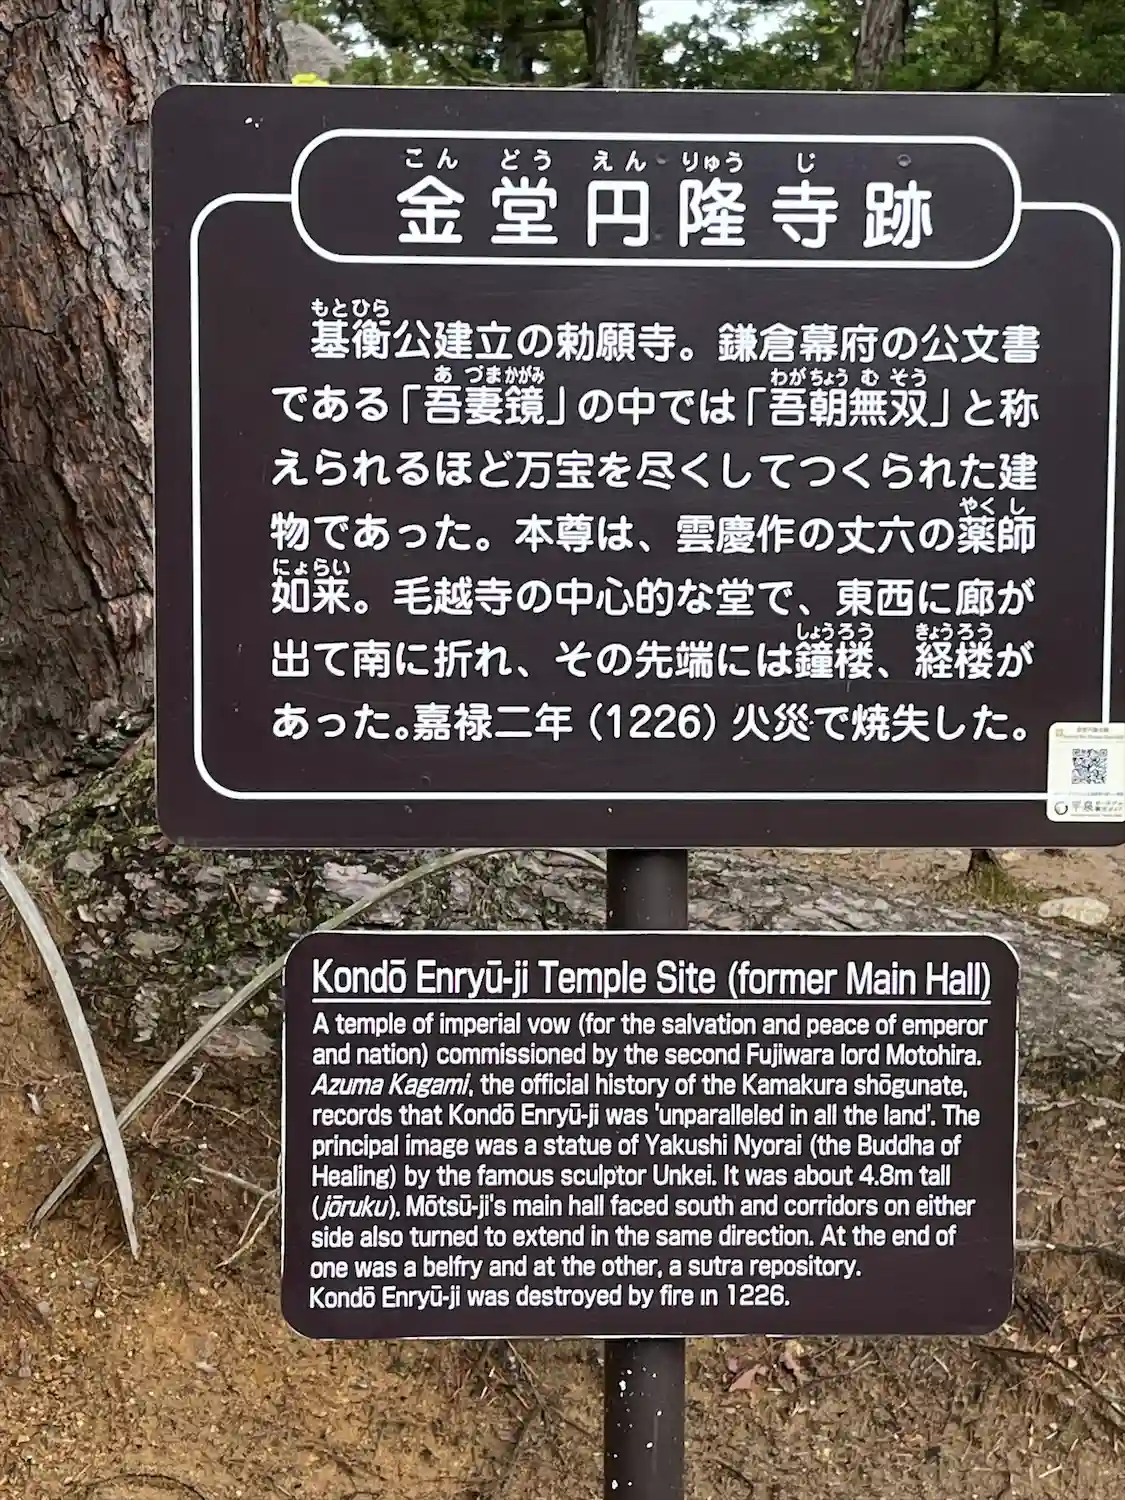 こん どう えん りゅう じ
金堂円隆寺跡
もとひら
基衡公建立の勅願寺。鎌倉幕府の公文書
あ づまかがみ わがちょう む そう
である「吾妻鏡」の中では「吾朝無双」と称
えられるほど万宝を尽くしてつくられた建
やく し
物であった。本尊は、雲慶作の丈六の薬師
にょらい
如来。毛越寺の中心的な堂で、東西に廊が
しょうろう きょうろう
出て南に折れ、その先端には鐘楼、経楼が
あった。嘉禄二年（1226）火災で焼失した。
平泉
Kondō Enryū-ji Temple Site (former Main Hall)
A temple of imperial vow (for the salvation and peace of emperor
and nation) commissioned by the second Fujiwara lord Motohira.
Azuma Kagami, the official history of the Kamakura shōgunate,
records that Kondō Enryū-ji was 'unparalleled in all the land'. The
principal image was a statue of Yakushi Nyorai (the Buddha of
Healing) by the famous sculptor Unkei. It was about 4.8m tall
(jōruku). Mōtsū-ji's main hall faced south and corridors on either
side also turned to extend in the same direction. At the end of
one was a belfry and at the other, a sutra repository.
Kondō Enryū-ji was destroyed by fire in 1226.